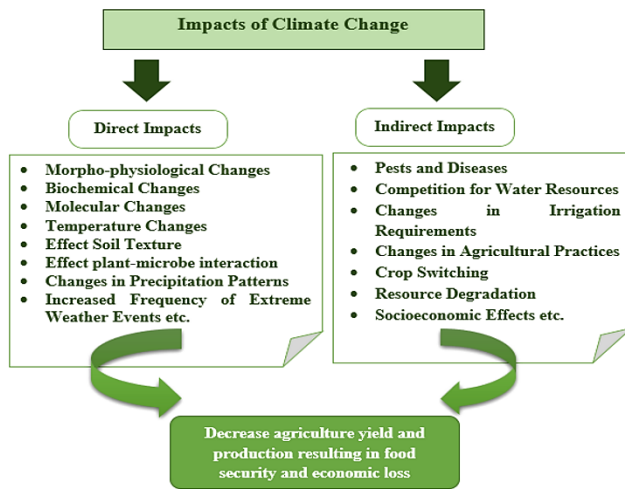 Impacts of Climate Change
Direct Impacts
• Morpho-physiological Changes
• Biochemical Changes
• Molecular Changes
• Temperature Changes
• Effect Soil Texture
• Effect plant-microbe interaction
• Changes in Precipitation Patterns
• Increased Frequency of Extreme
Weather Events etc.
Indirect Impacts
• Pests and Diseases
• Competition for Water Resources
• Changes in Irrigation
Requirements
• Changes in Agricultural Practices
• Crop Switching
• Resource Degradation
• Socioeconomic Effects etc.
Decrease agriculture yield and
production resulting in food
security and economic loss